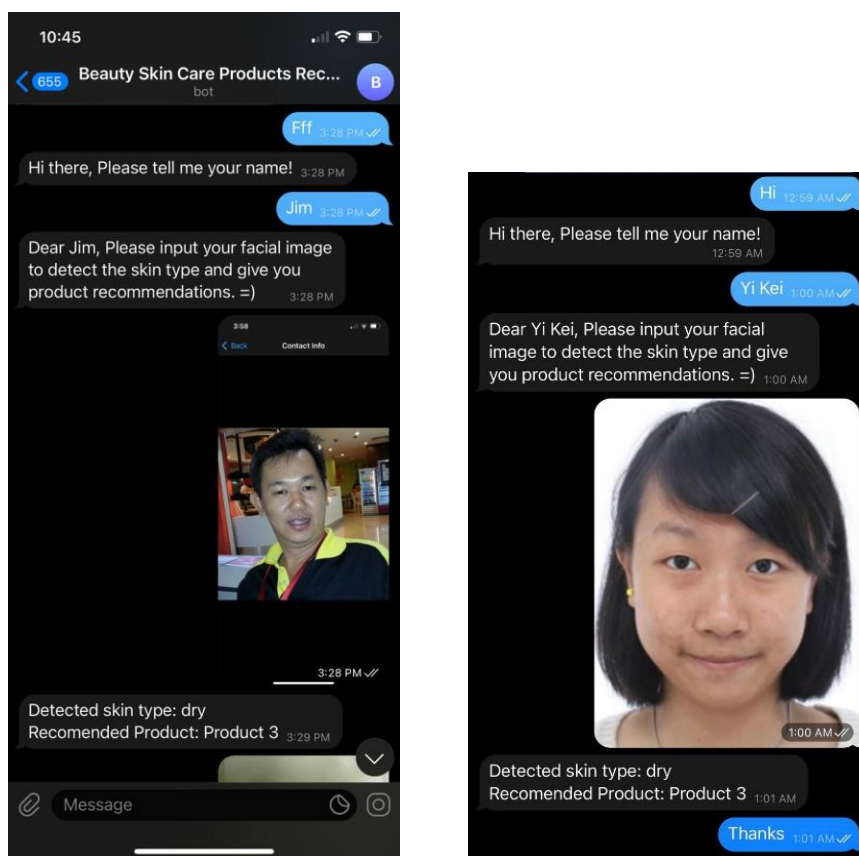 10:45
655
Beauty Skin Care Products Rec...
B
bot
Fff 3:28 PM
Hi there, Please tell me your name! 3:28 PM
Jim 3:28 PM
Dear Jim, Please input your facial image
to detect the skin type and give you
product recommendations. =) 3:28 PM
3:58
Back Contact Info
3:28 PM
Detected skin type: dry
Recomended Product: Product 3 3:29 PM
Message
Hi 12:59 AM
Hi there, Please tell me your name!
12:59 AM
Yi Kei 1:00 AM
Dear Yi Kei, Please input your facial
image to detect the skin type and give
you product recommendations. =) 1:00 AM
1:00 AM
Detected skin type: dry
Recomended Product: Product 3 1:01 AM
Thanks 1:01 AM